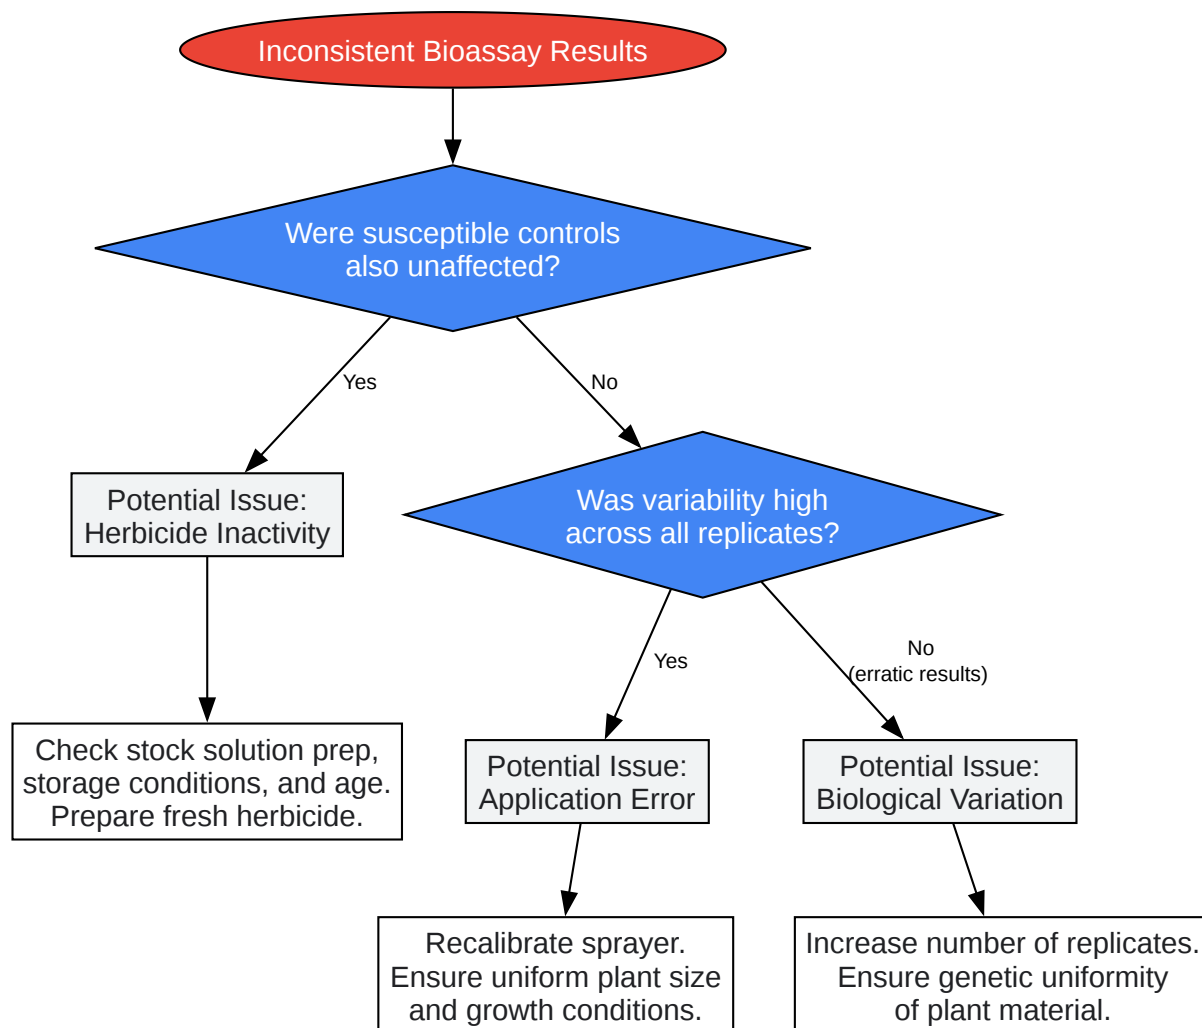 Inconsistent Bioassay Results
Were susceptible controls
also unaffected?
Yes
No
Potential Issue:
Herbicide Inactivity
Was variability high
across all replicates?
Yes
No
(erratic results)
Check stock solution prep,
storage conditions, and age.
Prepare fresh herbicide.
Potential Issue:
Application Error
Potential Issue:
Biological Variation
Recalibrate sprayer.
Ensure uniform plant size
and growth conditions.
Increase number of replicates.
Ensure genetic uniformity
of plant material.